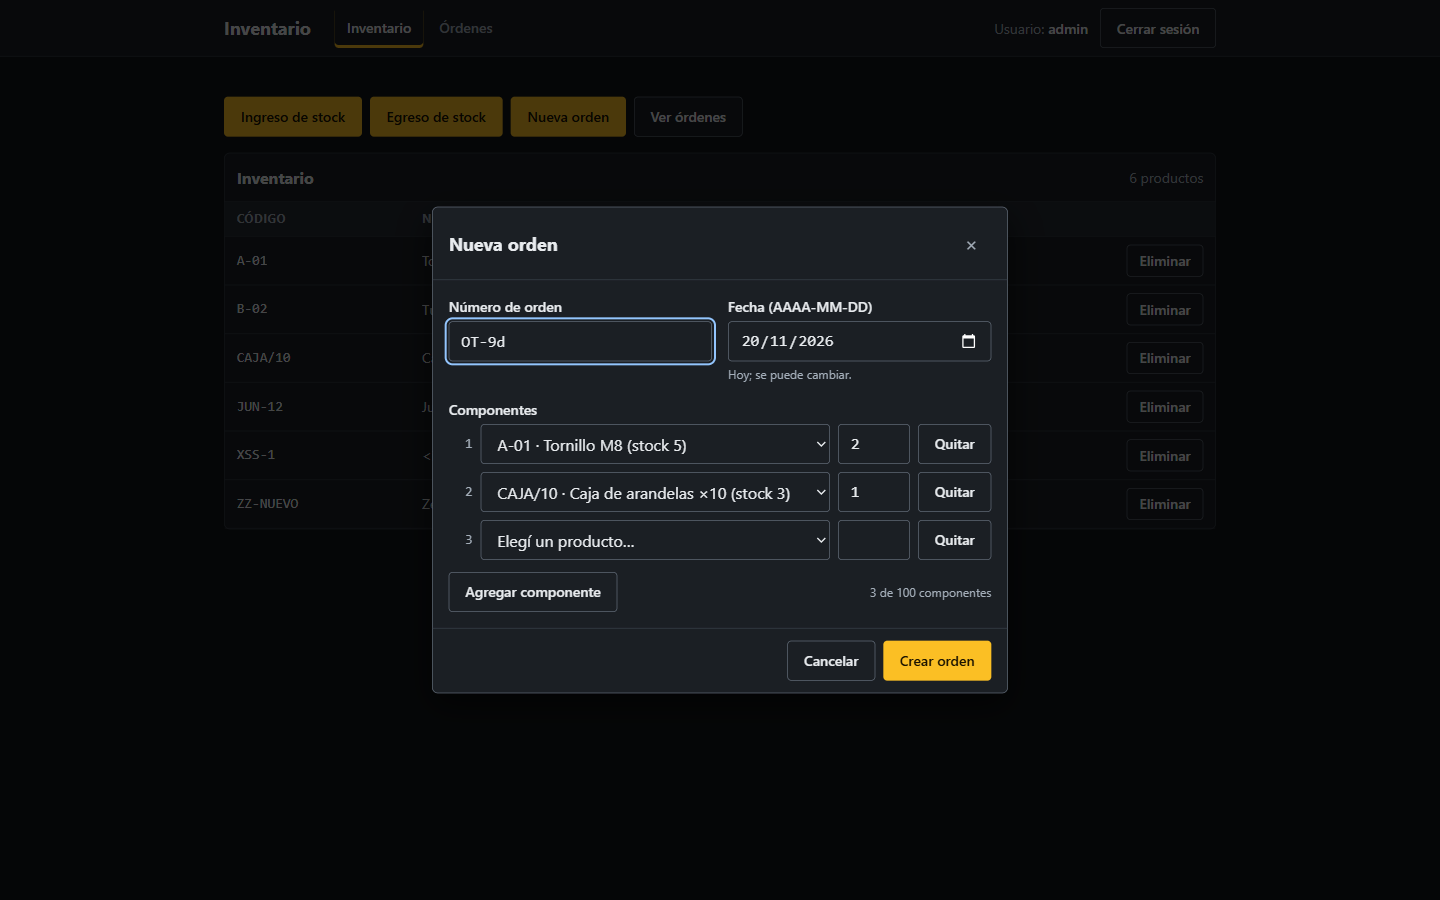 Inventario
Inventario
Órdenes
Usuario: admin
Cerrar sesión
Ingreso de stock
Egreso de stock
Nueva orden
Ver órdenes
Inventario
6 productos
CÓDIGO
A-01
Eliminar
B-02
Eliminar
CAJA/10
Eliminar
JUN-12
Eliminar
XSS-1
Eliminar
ZZ-NUEVO
Eliminar
Nueva orden
×
Número de orden
Fecha (AAAA-MM-DD)
OT-9d
20/11/2026
Hoy; se puede cambiar.
Componentes
1 A-01 · Tornillo M8 (stock 5) 2 Quitar
2 CAJA/10 · Caja de arandelas ×10 (stock 3) 1 Quitar
3 Elegí un producto... Quitar
Agregar componente
3 de 100 componentes
Cancelar
Crear orden